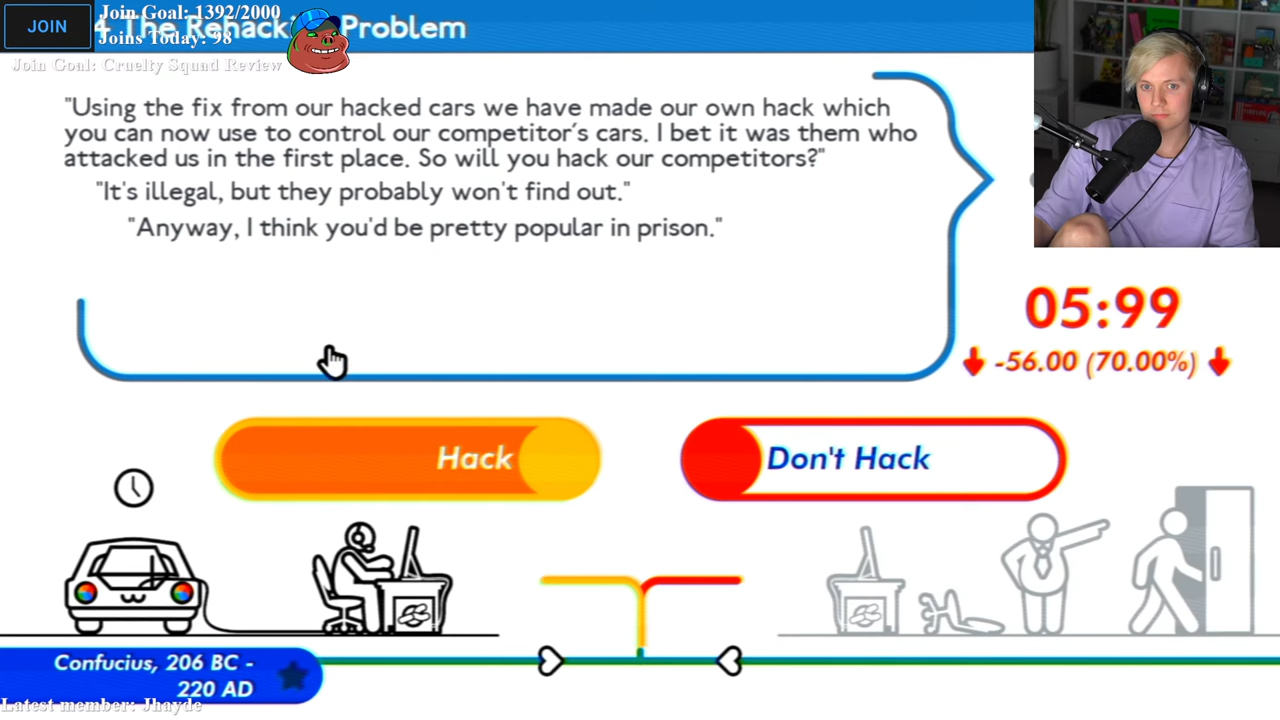 JOIN
Join Goal: 1392/2000
4 The Rehacking Problem
Joins Today: 98
Join Goal: Cruelty Squad Review
"Using the fix from our hacked cars we have made our own hack which
you can now use to control our competitor's cars. I bet it was them who
attacked us in the first place. So will you hack our competitors?"
"It's illegal, but they probably won't find out."
"Anyway, I think you'd be pretty popular in prison."
05:99
-56.00 (70.00%)
Hack
Don't Hack
Confucius, 206 BC -
220 AD
Latest member: Jhayde